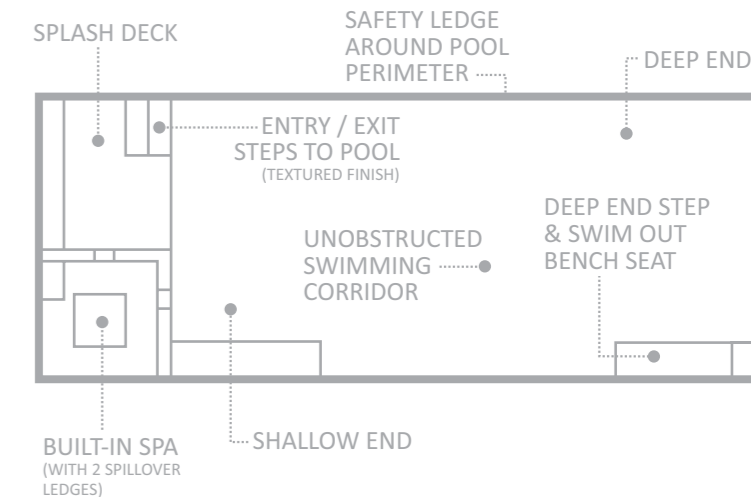 SPLASH DECK
SAFETY LEDGE
AROUND POOL
PERIMETER
DEEP END
ENTRY / EXIT
STEPS TO POOL
(TEXTURED FINISH)
UNOBSTRUCTED
SWIMMING
CORRIDOR
DEEP END STEP
& SWIM OUT
BENCH SEAT
BUILT-IN SPA
(WITH 2 SPILLOVER
LEDGES)
SHALLOW END